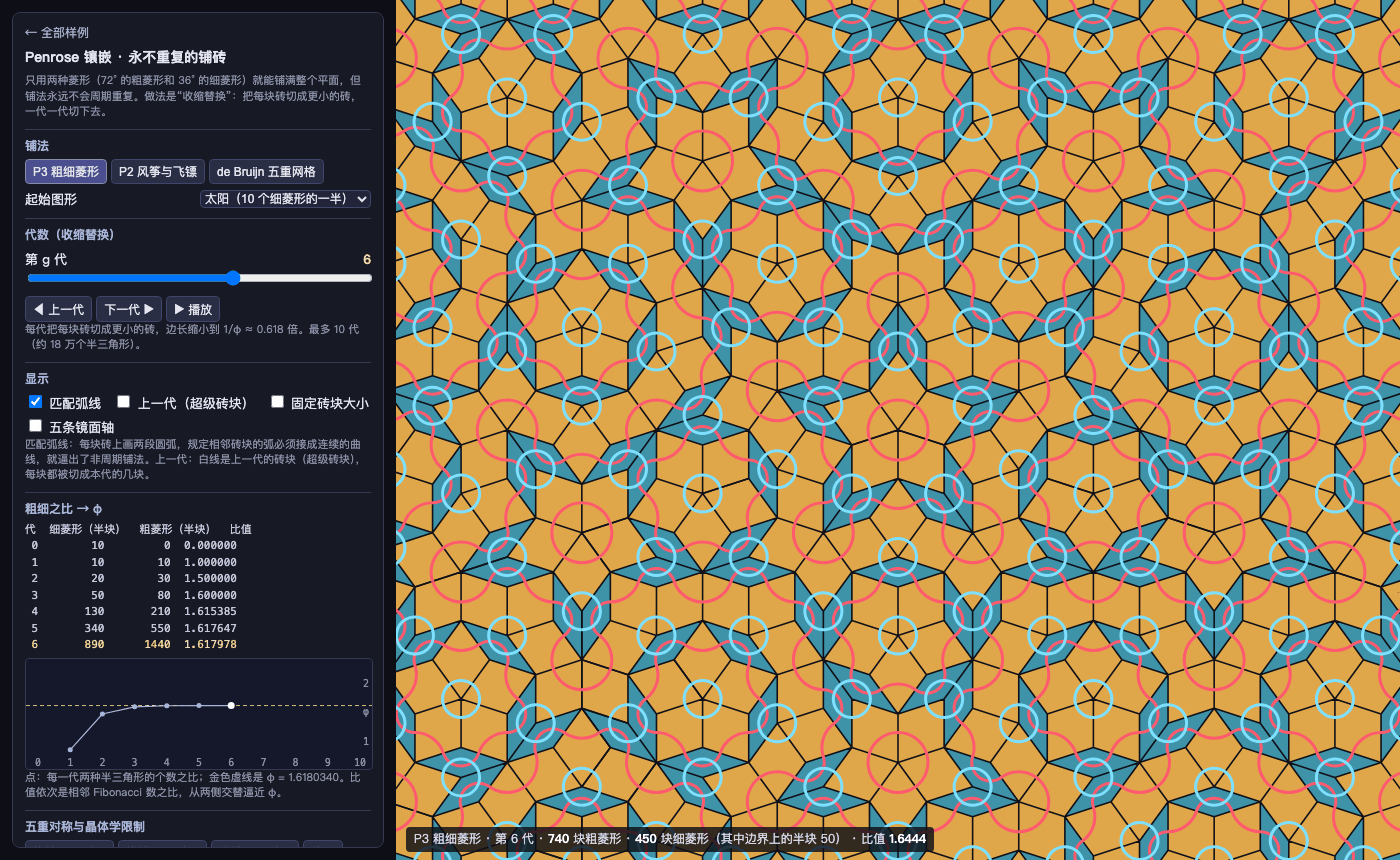 ← 全部样例
Penrose 镶嵌 · 永不重复的铺砖
只用两种菱形（72° 的粗菱形和 36° 的细菱形）就能铺满整个平面，但
铺法永远不会周期重复。做法是“收缩替换”：把每块砖切成更小的砖，
一代一代切下去。
铺法
P3 粗细菱形 P2 风筝与飞镖 de Bruijn 五重网格
起始图形 太阳（10 个细菱形的一半）
代数（收缩替换）
第 g 代 6
◀ 上一代 下一代 ▶ ▶ 播放
每代把每块砖切成更小的砖，边长缩小到 1/φ ≈ 0.618 倍。最多 10 代
（约 18 万个半三角形）。
显示
匹配弧线 上一代（超级砖块） 固定砖块大小
五条镜面轴
匹配弧线：每块砖上画两段圆弧，规定相邻砖块的弧必须接成连续的曲
线，就逼出了非周期铺法。上一代：白线是上一代的砖块（超级砖块），
每块都被切成本代的几块。
粗细之比 → φ
代 细菱形（半块） 粗菱形（半块） 比值
0 10 0 0.000000
1 10 10 1.000000
2 20 30 1.500000
3 50 80 1.600000
4 130 210 1.615385
5 340 550 1.617647
6 890 1440 1.617978
2
φ
1
0 1 2 3 4 5 6 7 8 9 10
点：每一代两种半三角形的个数之比；金色虚线是 φ = 1.6180340。比
值依次是相邻 Fibonacci 数之比，从两侧交替逼近 φ。
五重对称与晶体学限制
P3 粗细菱形 · 第 6 代 · 740 块粗菱形 · 450 块细菱形（其中边界上的半块 50） · 比值 1.6444